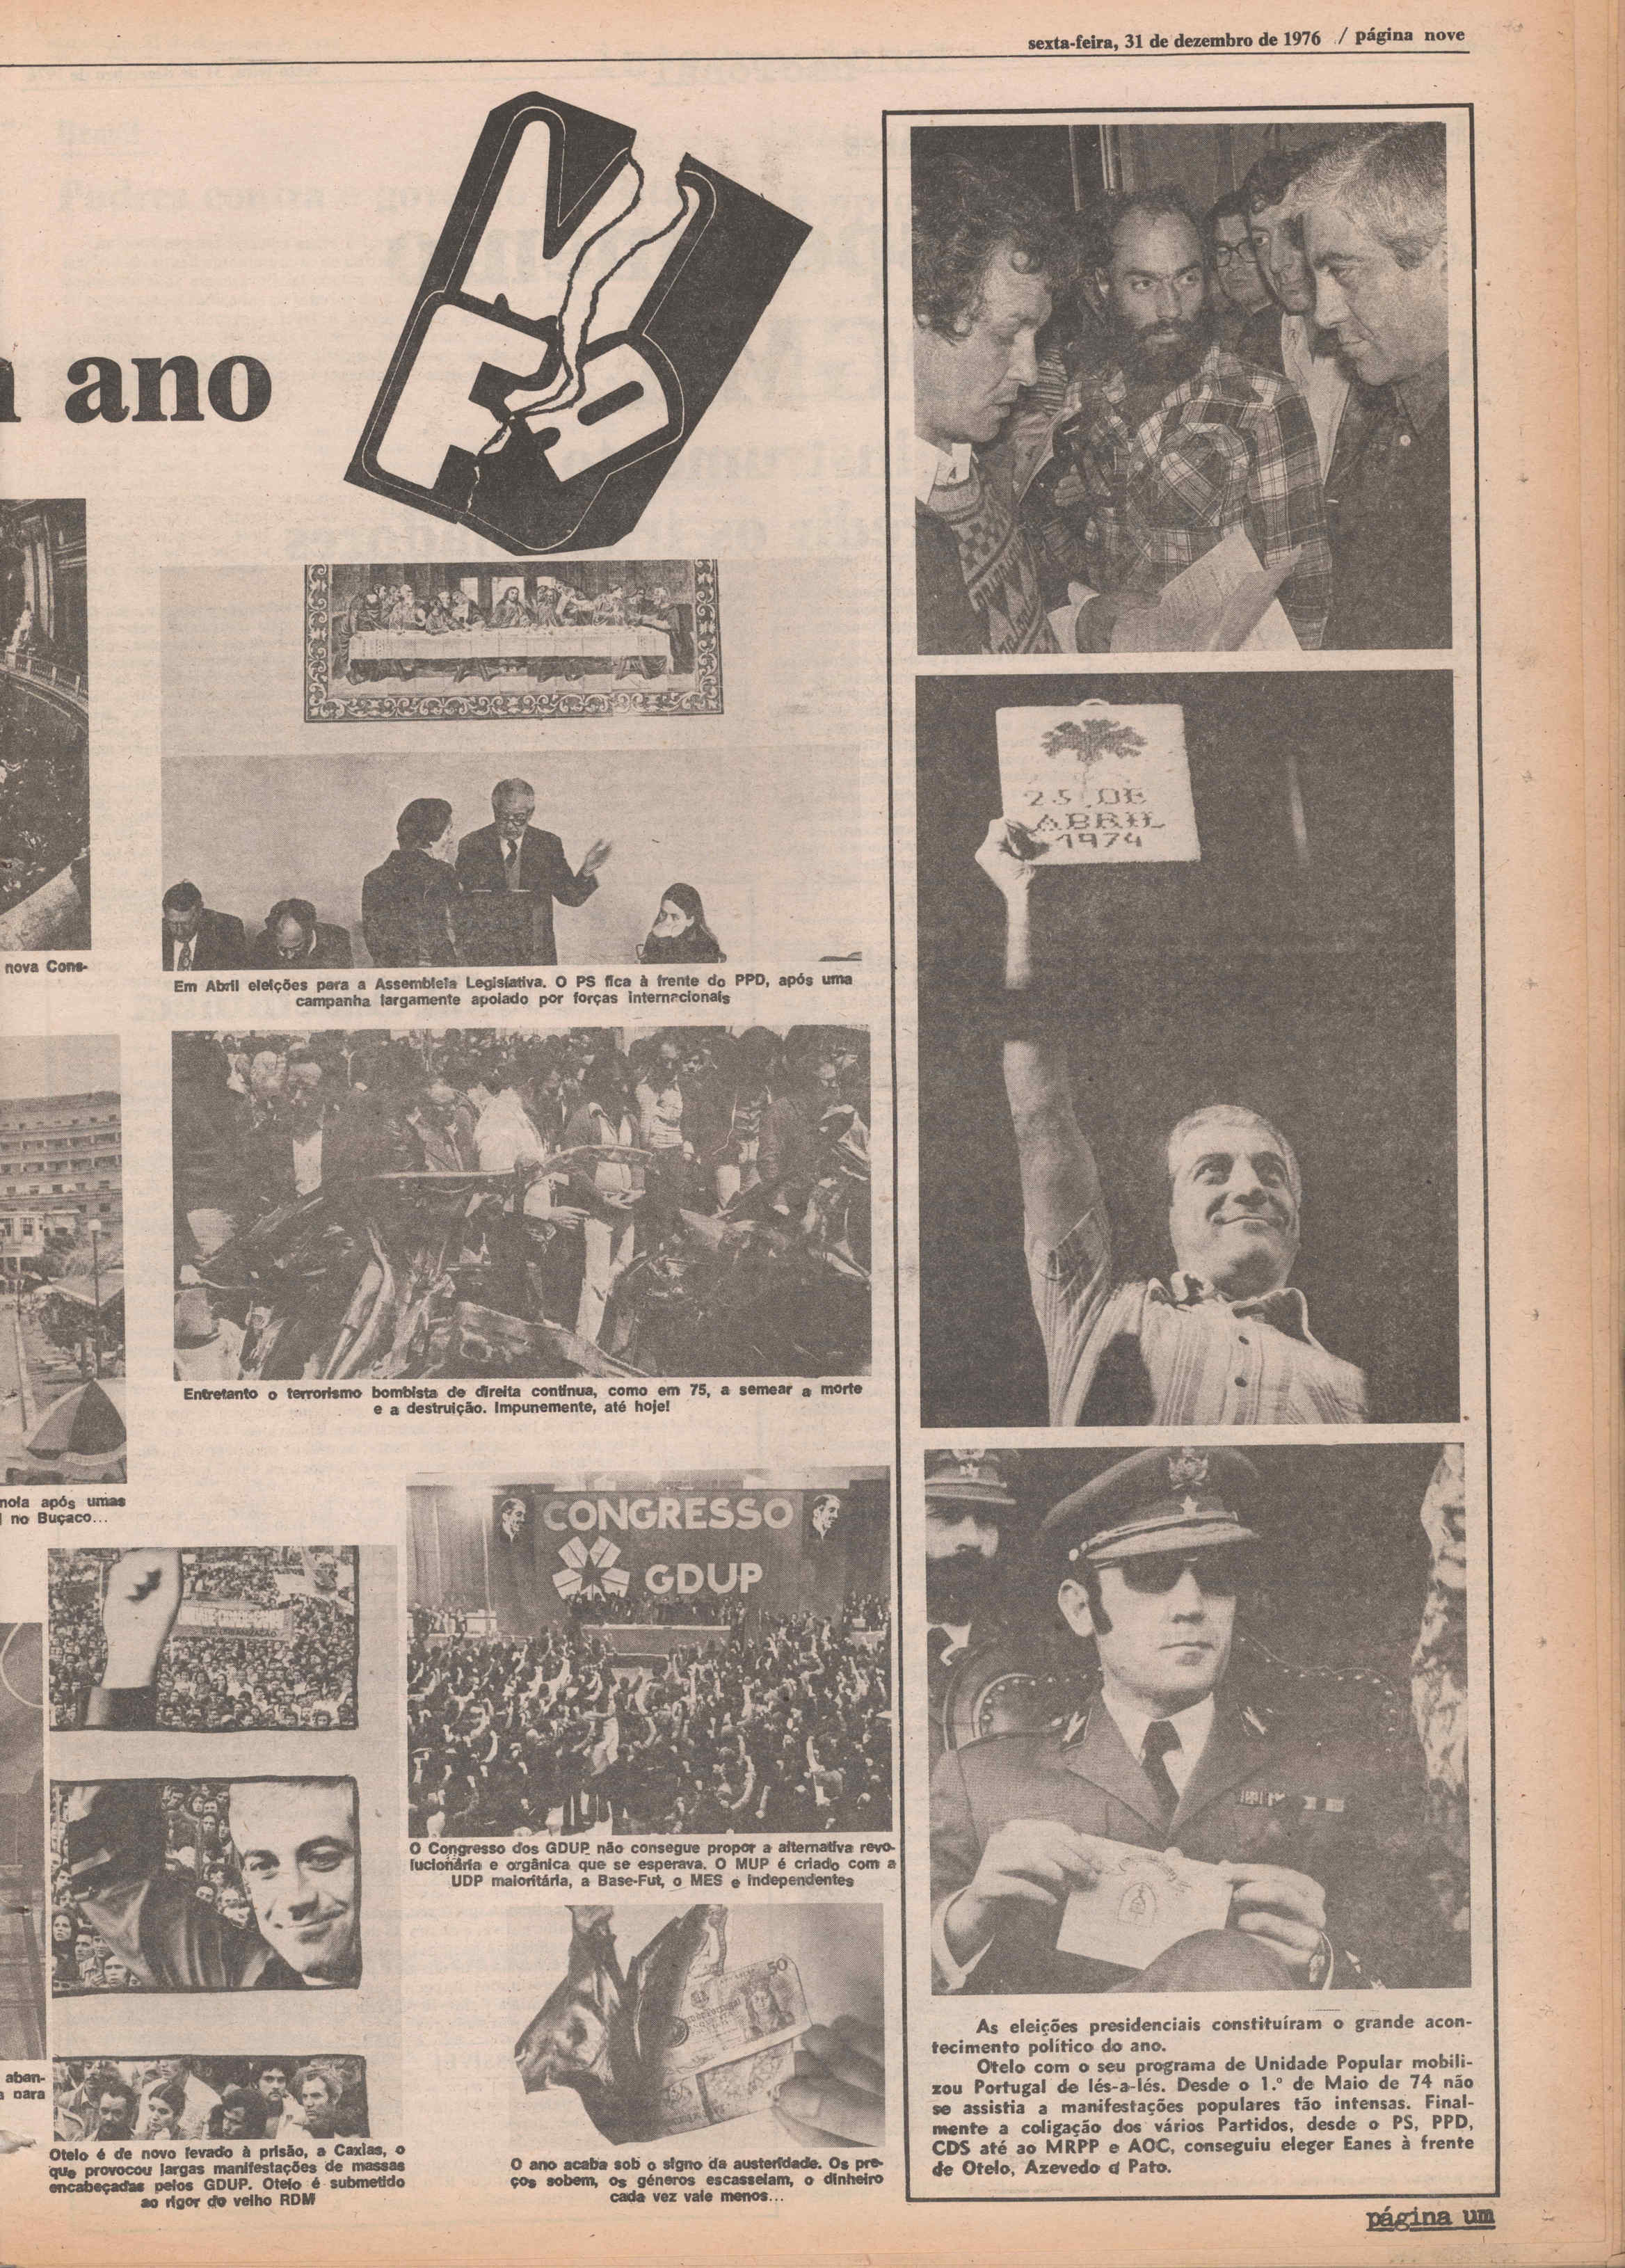 sexta-feira, 31 de dezembro de 1976 / página nove
ano
25 DE
ABRIL
1974
nova Cons-
Em Abril eleições para a Assembleia Legislativa. O PS fica à frente do PPD, após uma
campanha largamente apoiado por forças internacionais
Entretanto o terrorismo bombista de direita continua, como em 75, a semear a morte
e a destruição. Impunemente, até hoje!
nola após umas
no Buçaco...
CONGRESSO
GDUP
O Congresso dos GDUP não consegue propor a alternativa revo-
lucionária e orgânica que se esperava. O MUP é criado com a
UDP maioritária, a Base-Fut, o MES e Independentes
50
aban-
para
Otelo é de novo levado à prisão, a Caxias, o
que provocou largas manifestações de massas
encabeçadas pelos GDUP. Otelo é submetido
ao rigor do velho RDM
O ano acaba sob o signo da austeridade. Os pre-
ços sobem, os géneros escasseiam, o dinheiro
cada vez vale menos...
As eleições presidenciais constituíram o grande acon-
tecimento político do ano.
Otelo com o seu programa de Unidade Popular mobili-
zou Portugal de lés-a-lés. Desde o 1.º de Maio de 74 não
se assistia a manifestações populares tão intensas. Final-
mente a coligação dos vários Partidos, desde o PS, PPD,
CDS até ao MRPP e AOC, conseguiu eleger Eanes à frente
de Otelo, Azevedo e Pato.
página um